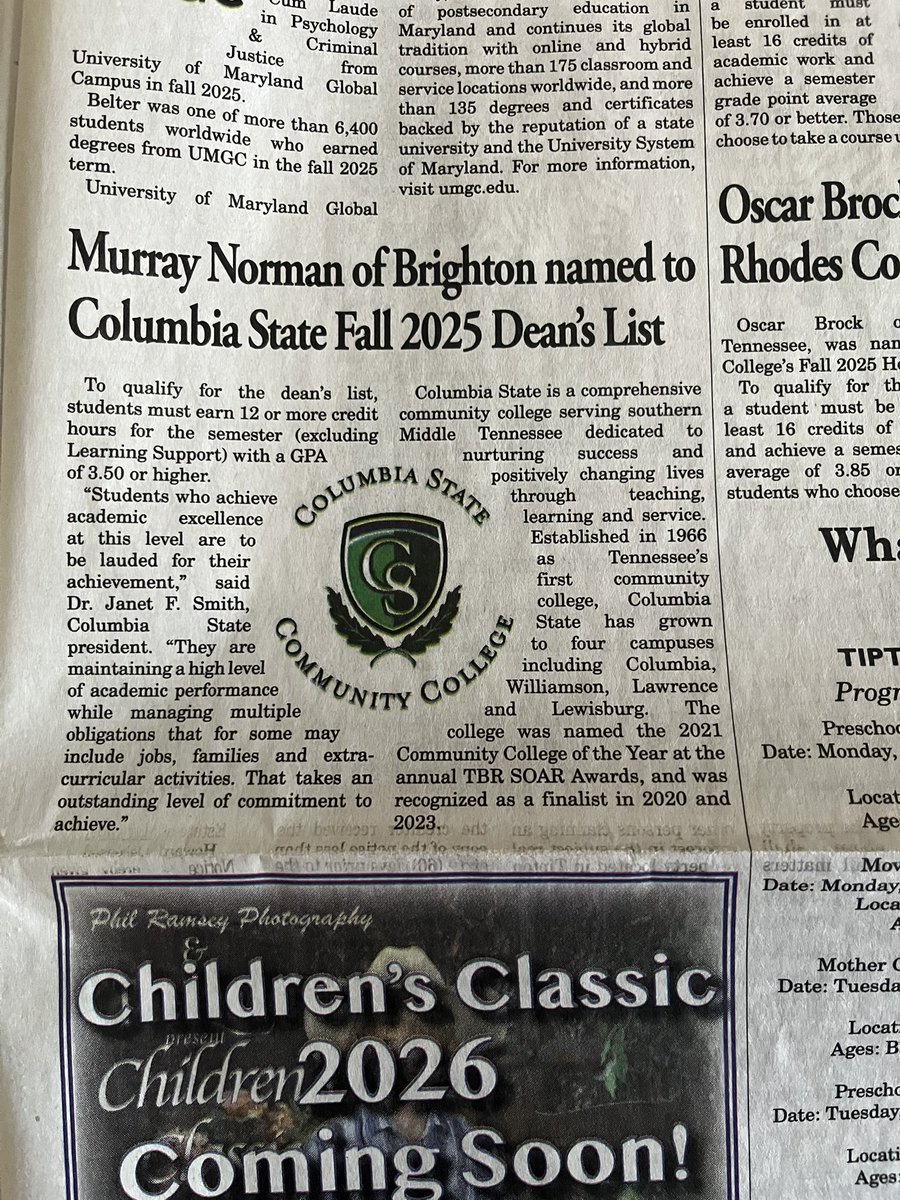 Cum Laude
in Psychology
& Criminal
Justice from
University of Maryland Global
Campus in fall 2025.
Belter was one of more than 6,400
students worldwide who earned
degrees from UMGC in the fall 2025
term.
University of Maryland Global
of postsecondary education in
Maryland and continues its global
tradition with online and hybrid
courses, more than 175 classroom and
service locations worldwide, and more
than 135 degrees and certificates
backed by the reputation of a state
university and the University System
of Maryland. For more information,
visit umgc.edu.
a student must
be enrolled in at
least 16 credits of
academic work and
achieve a semester
grade point average
of 3.70 or better. Those
choose to take a course
Murray Norman of Brighton named to
Columbia State Fall 2025 Dean's List
To qualify for the dean's list,
students must earn 12 or more credit
hours for the semester (excluding
Learning Support) with a GPA
of 3.50 or higher.
"Students who achieve
academic excellence
at this level are to
be lauded for their
achievement," said
Dr. Janet F. Smith,
Columbia State
president. "They are
maintaining a high level
of academic performance
while managing multiple
obligations that for some may
include jobs, families and extra-
curricular activities. That takes an
outstanding level of commitment to
achieve."
COLUMBIA STATE
CS
COMMUNITY COLLEGE
Columbia State is a comprehensive
community college serving southern
Middle Tennessee dedicated to
nurturing success and
positively changing lives
through teaching,
learning and service.
Established in 1966
as Tennessee's
first community
college, Columbia
State has grown
to four campuses
including Columbia,
Williamson, Lawrence
and Lewisburg. The
college was named the 2021
Community College of the Year at the
annual TBR SOAR Awards, and was
recognized as a finalist in 2020 and
2023.
Oscar Broc
Rhodes Co
Oscar Brock
Tennessee, was nam
College's Fall 2025 H
To qualify for th
a student must be
least 16 credits of
and achieve a semes
average of 3.85 or
students who choose
Wha
TIPT
Progr
Prescho
Date: Monday,
Locat
Age
Mov
Date: Monday,
Loca
A
Mother
Date: Tuesda
Locati
Ages: B
Prescho
Date: Tuesday,
Locati
Ages:
Phil Ramsey Photography
&
Children's Classic
present
Children
2026
Classic
Coming Soon!